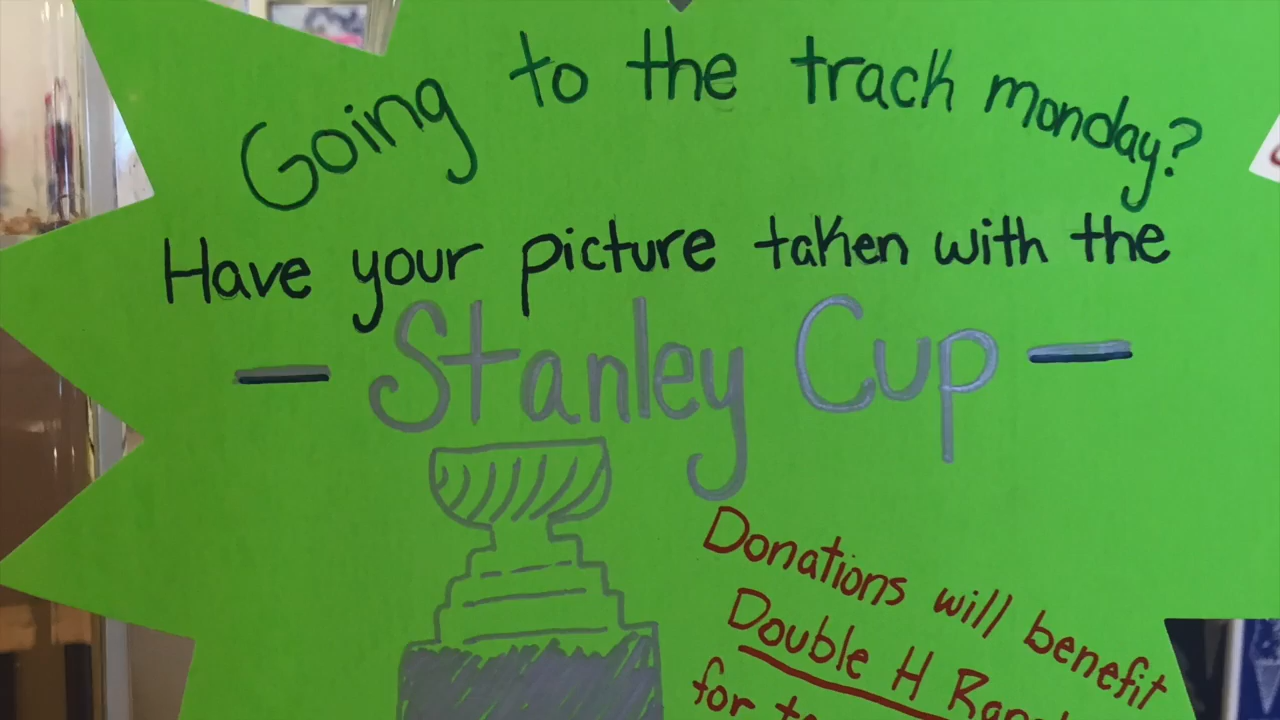 Going to the track monday?
Have your picture taken with the
— Stanley Cup —
Donations will benefit
Double H
for